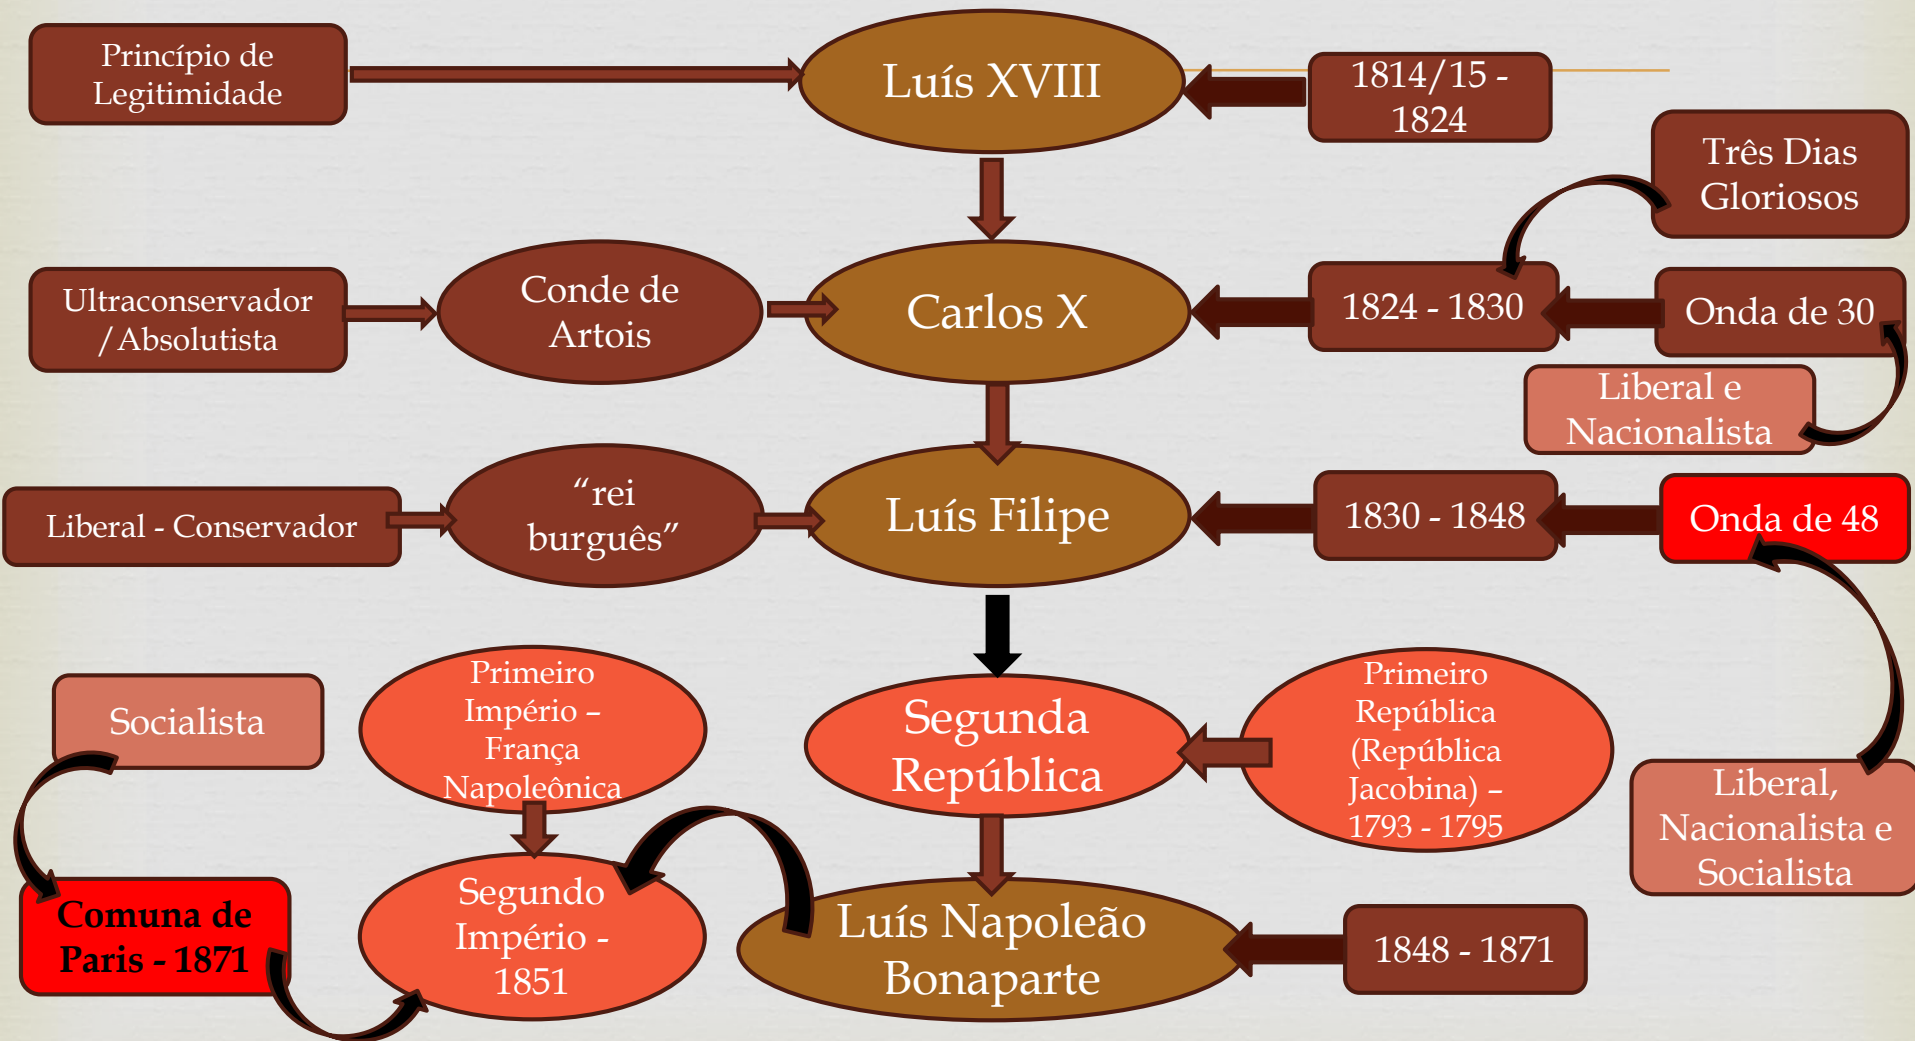 Princípio de
Legitimidade
Luís XVIII
1814/15 -
1824
Três Dias
Gloriosos
Ultraconservador
/Absolutista
Conde de
Artois
Carlos X
1824 - 1830
Onda de 30
Liberal e
Nacionalista
Liberal - Conservador
“rei
burguês”
Luís Filipe
1830 - 1848
Onda de 48
Socialista
Primeiro
Império –
França
Napoleônica
Segunda
República
Primeiro
República
(República
Jacobina) –
1793 - 1795
Liberal,
Nacionalista e
Socialista
Comuna de
Paris - 1871
Segundo
Império -
1851
Luís Napoleão
Bonaparte
1848 - 1871